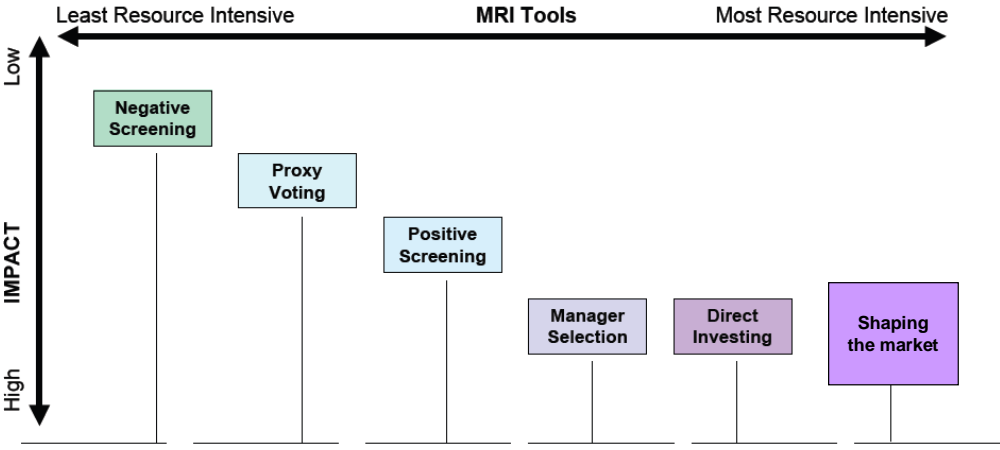 Least Resource Intensive
MRI Tools
Most Resource Intensive
Low
IMPACT
High
Negative
Screening
Proxy
Voting
Positive
Screening
Manager
Selection
Direct
Investing
Shaping
the market